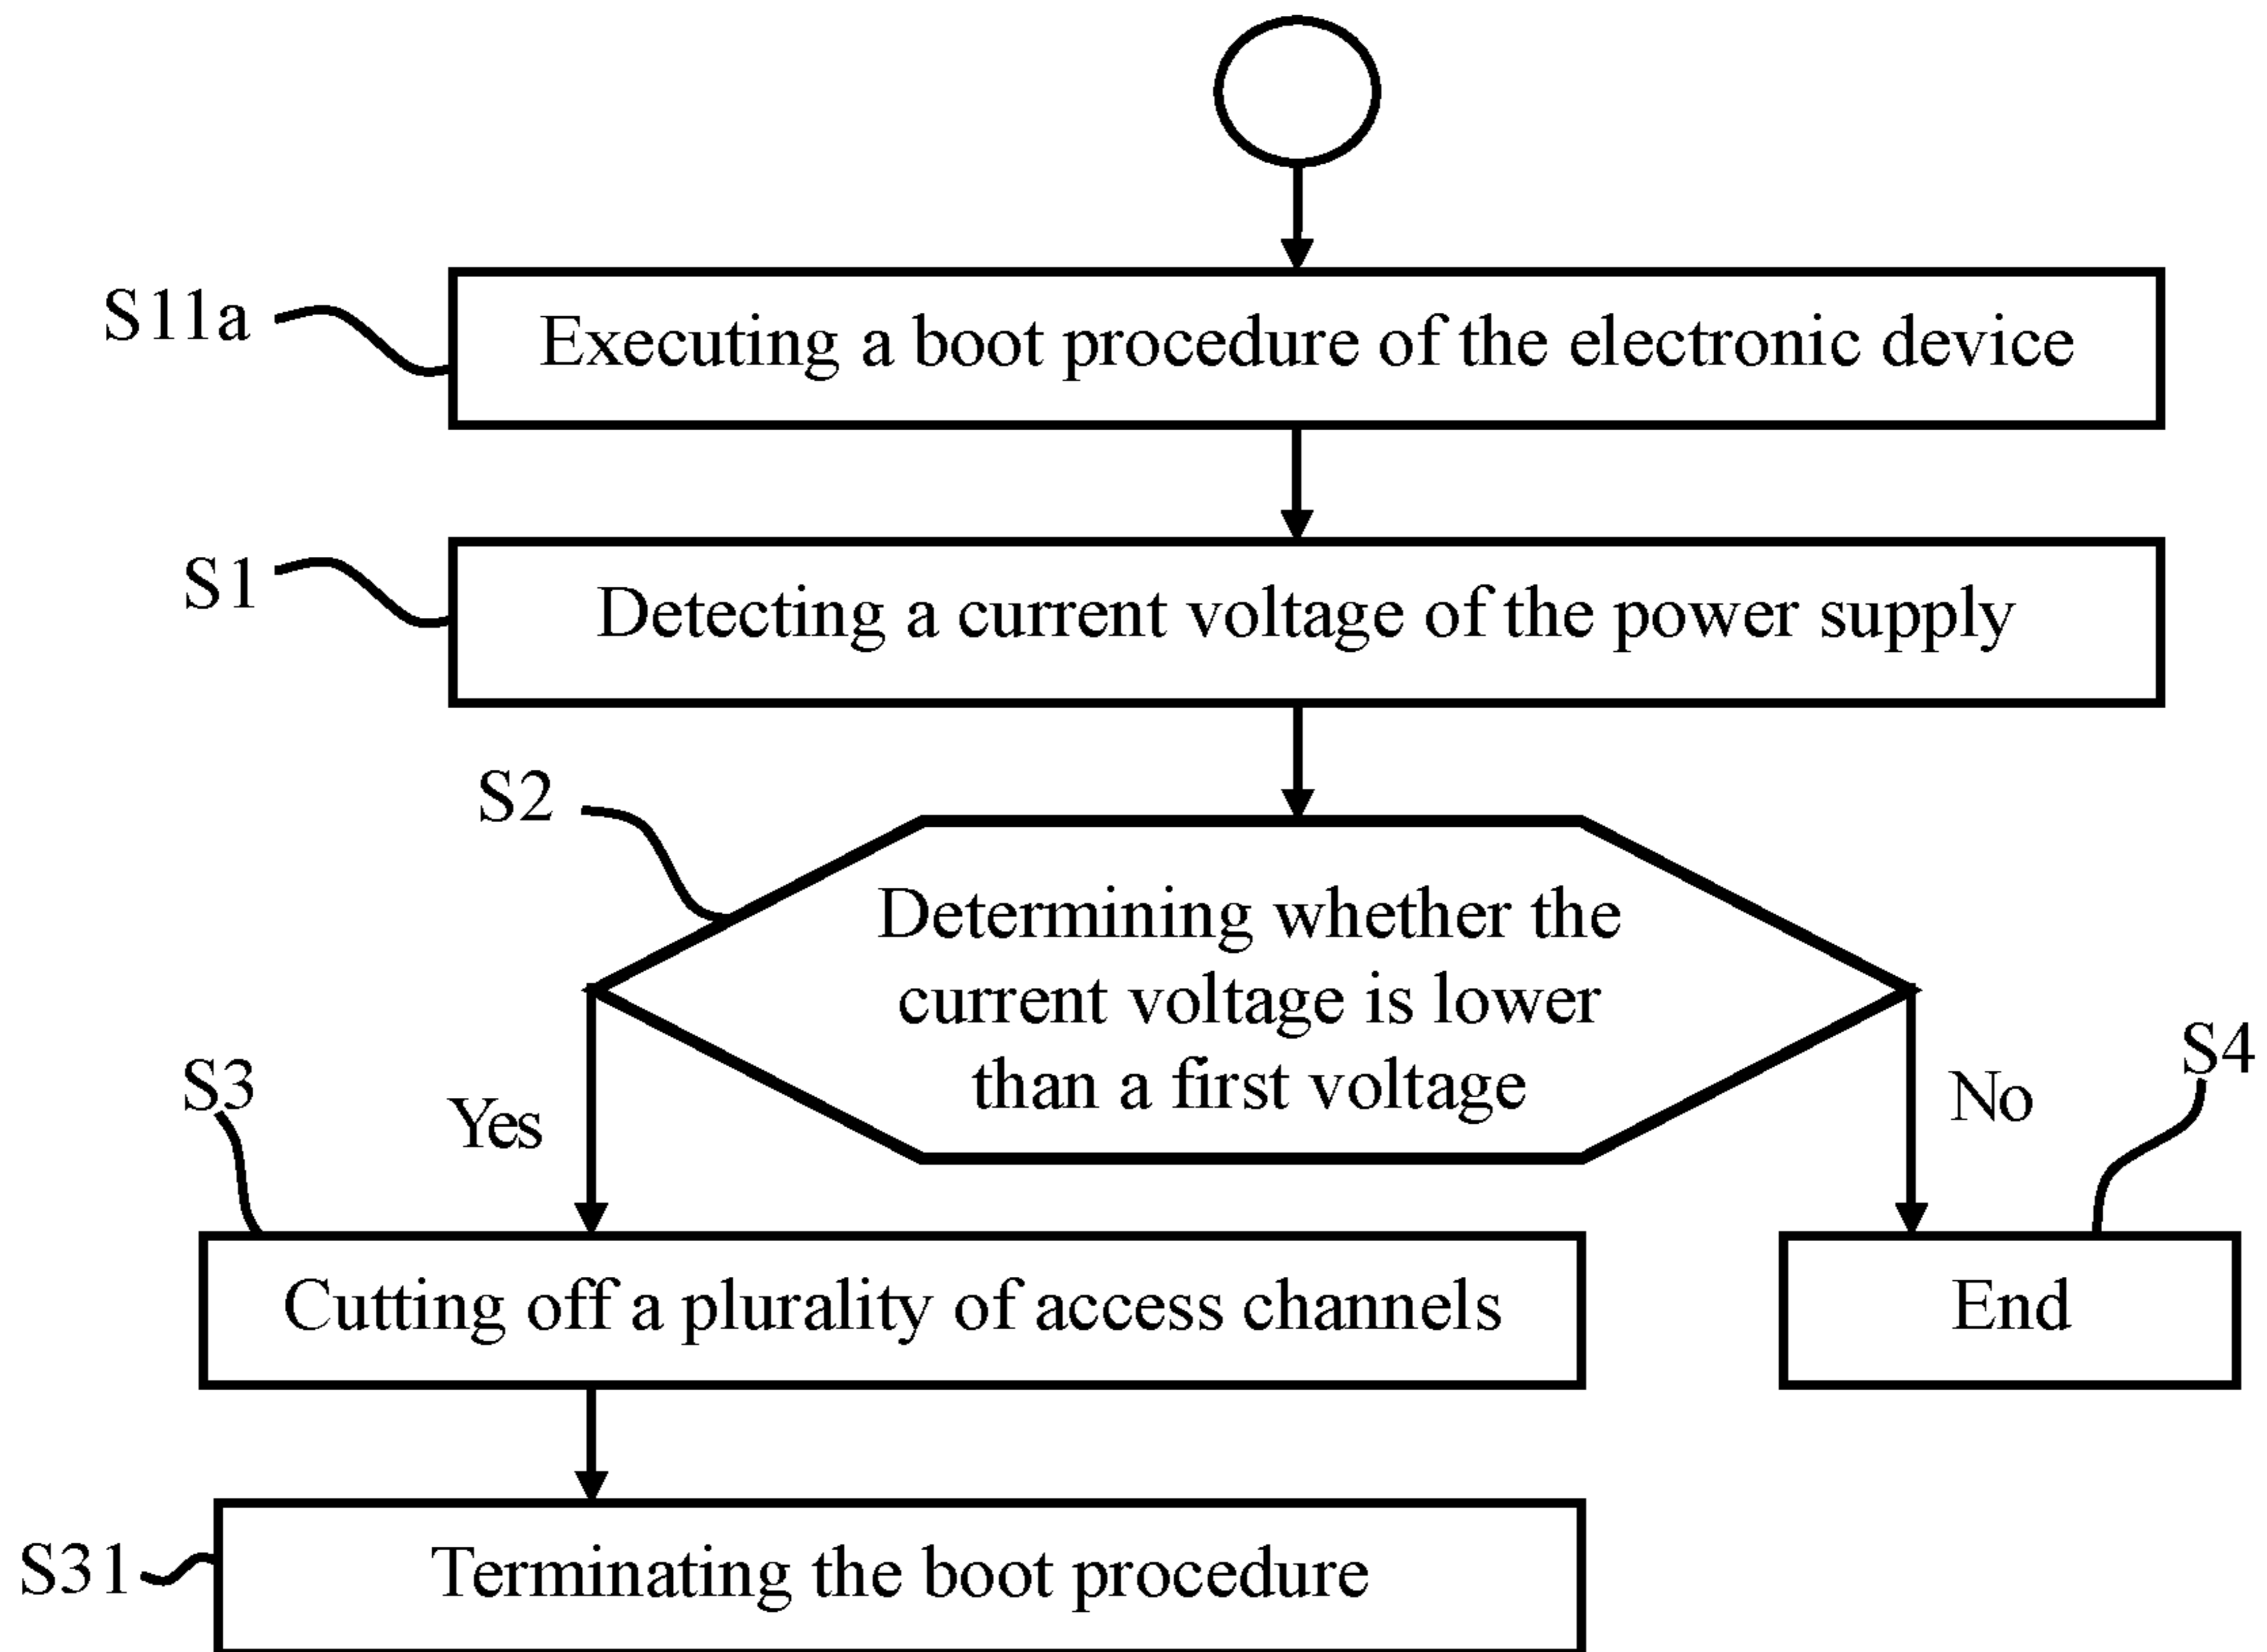 S11a
Executing a boot procedure of the electronic device
S1
Detecting a current voltage of the power supply
S2
Determining whether the
current voltage is lower
than a first voltage
S3
Yes
No
S4
Cutting off a plurality of access channels
End
S31
Terminating the boot procedure